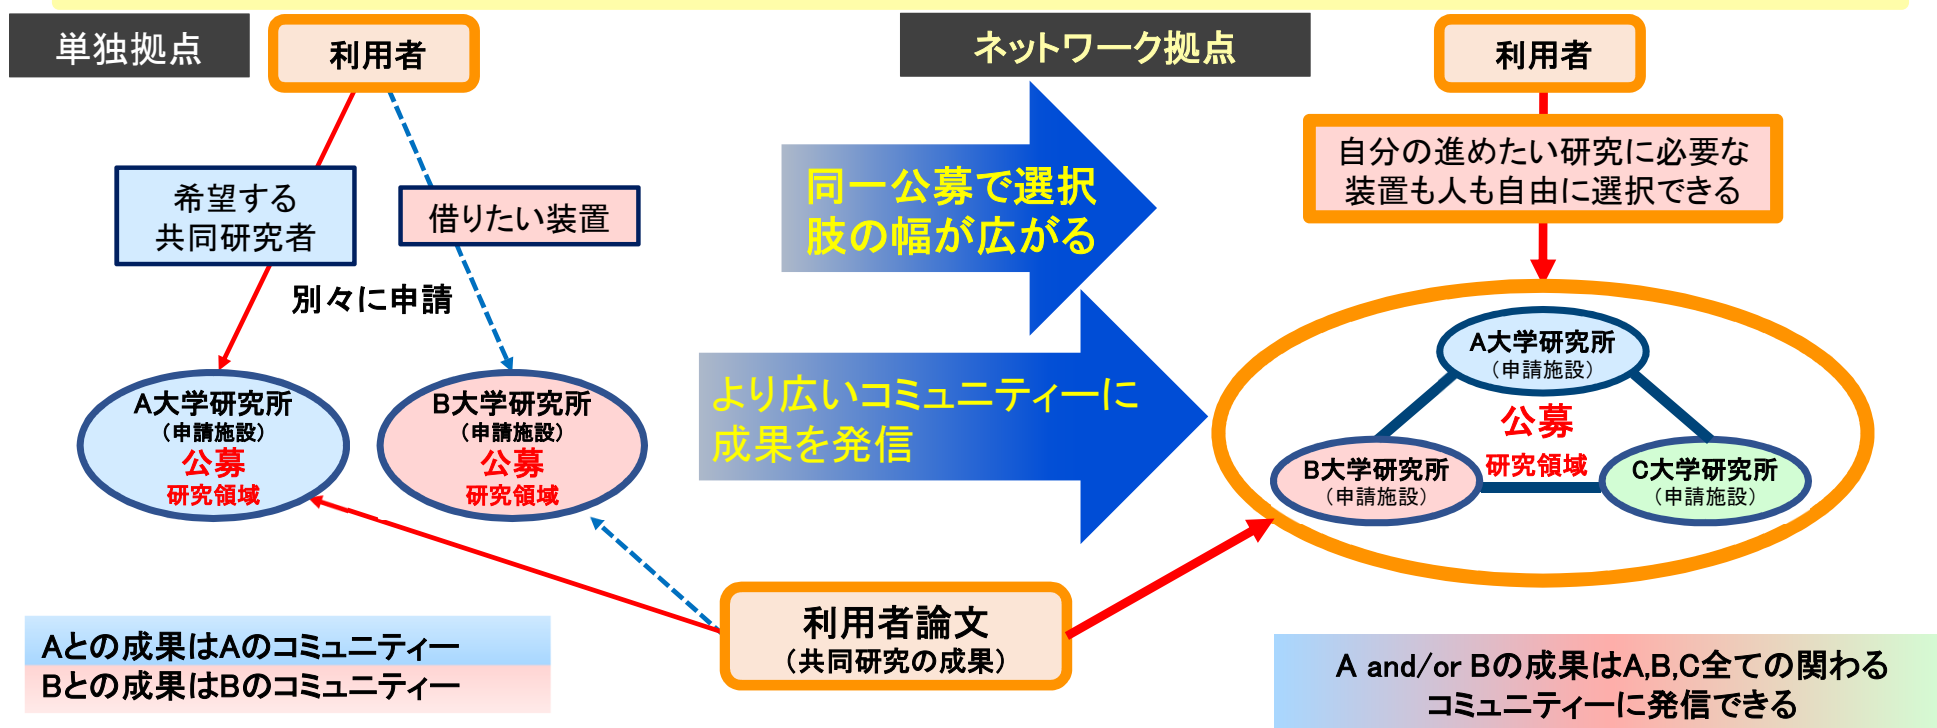 単独拠点
利用者
希望する
共同研究者
借りたい装置
別々に申請
A大学研究所
（申請施設）
公募
研究領域
B大学研究所
（申請施設）
公募
研究領域
Aとの成果はAのコミュニティー
Bとの成果はBのコミュニティー
同一公募で選択
肢の幅が広がる
より広いコミュニティーに
成果を発信
利用者論文
（共同研究の成果）
ネットワーク拠点
利用者
自分の進めたい研究に必要な
装置も人も自由に選択できる
A大学研究所
（申請施設）
公募
研究領域
B大学研究所
（申請施設）
C大学研究所
（申請施設）
A and/or Bの成果はA,B,C全ての関わる
コミュニティーに発信できる